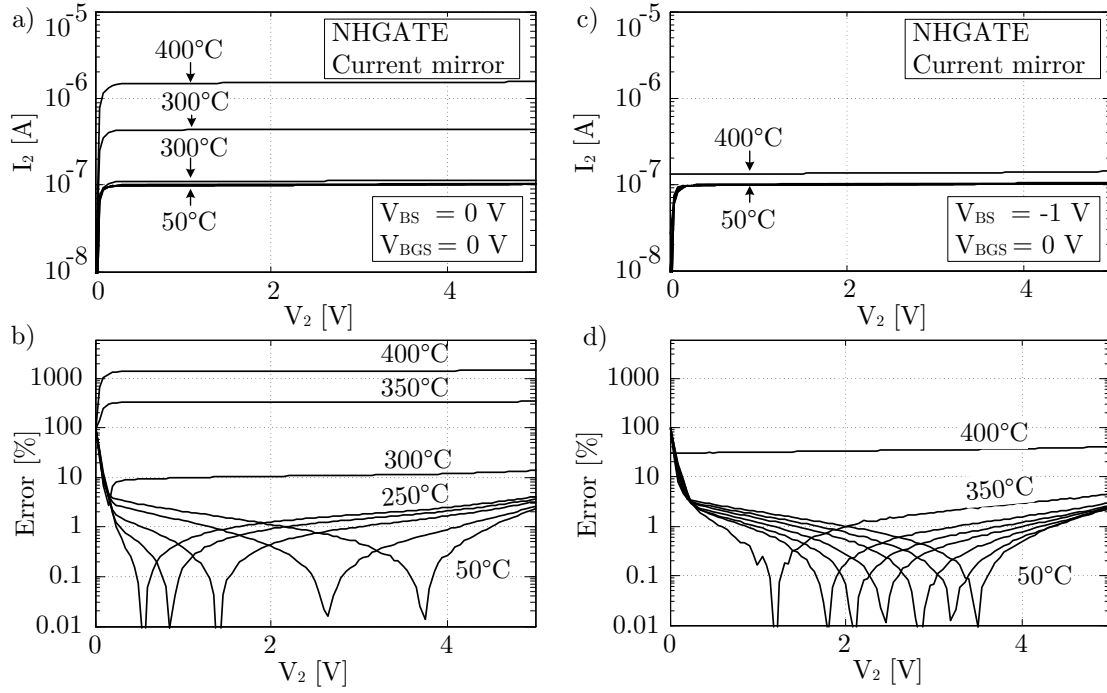 a)
10⁻⁵
10⁻⁶
10⁻⁷
10⁻⁸
I₂ [A]
NHGATE
Current mirror
400°C
300°C
300°C
50°C
V_BS = 0 V
V_BGS = 0 V
0
2
4
V₂ [V]
b)
1000
100
10
1
0.1
0.01
Error [%]
400°C
350°C
300°C
250°C
50°C
0
2
4
V₂ [V]
c)
10⁻⁵
10⁻⁶
10⁻⁷
10⁻⁸
I₂ [A]
NHGATE
Current mirror
400°C
50°C
V_BS = -1 V
V_BGS = 0 V
0
2
4
V₂ [V]
d)
1000
100
10
1
0.1
0.01
Error [%]
400°C
350°C
50°C
0
2
4
V₂ [V]